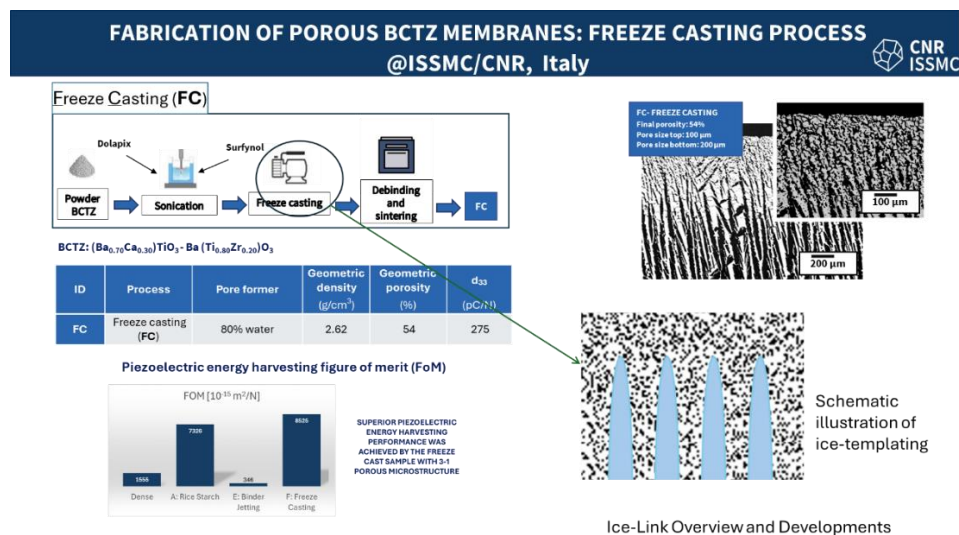 FABRICATION OF POROUS BCTZ MEMBRANES: FREEZE CASTING PROCESS
@ISSMC/CNR, Italy
CNR
ISSMC
Freeze Casting (FC)
Dolapix
Surfynol
Powder
BCTZ
Sonication
Freeze casting
Debinding
and
sintering
FC
FC- FREEZE CASTING
Final porosity: 54%
Pore size top: 100 µm
Pore size bottom: 200 µm
100 µm
200 µm
BCTZ: (Ba0.70Ca0.30)TiO3 - Ba (Ti0.80Zr0.20)O3
ID
Process
Pore former
Geometric
density
(g/cm³)
Geometric
porosity
(%)
d33
(pC/N)
FC
Freeze casting
(FC)
80% water
2.62
54
275
Piezoelectric energy harvesting figure of merit (FoM)
FOM [10⁻¹⁵ m²/N]
1555
7326
346
8525
Dense
A: Rice Starch
E: Binder
Jetting
F: Freeze
Casting
SUPERIOR PIEZOELECTRIC
ENERGY HARVESTING
PERFORMANCE WAS
ACHIEVED BY THE FREEZE
CAST SAMPLE WITH 3-1
POROUS MICROSTRUCTURE
Schematic
illustration of
ice-templating
Ice-Link Overview and Developments